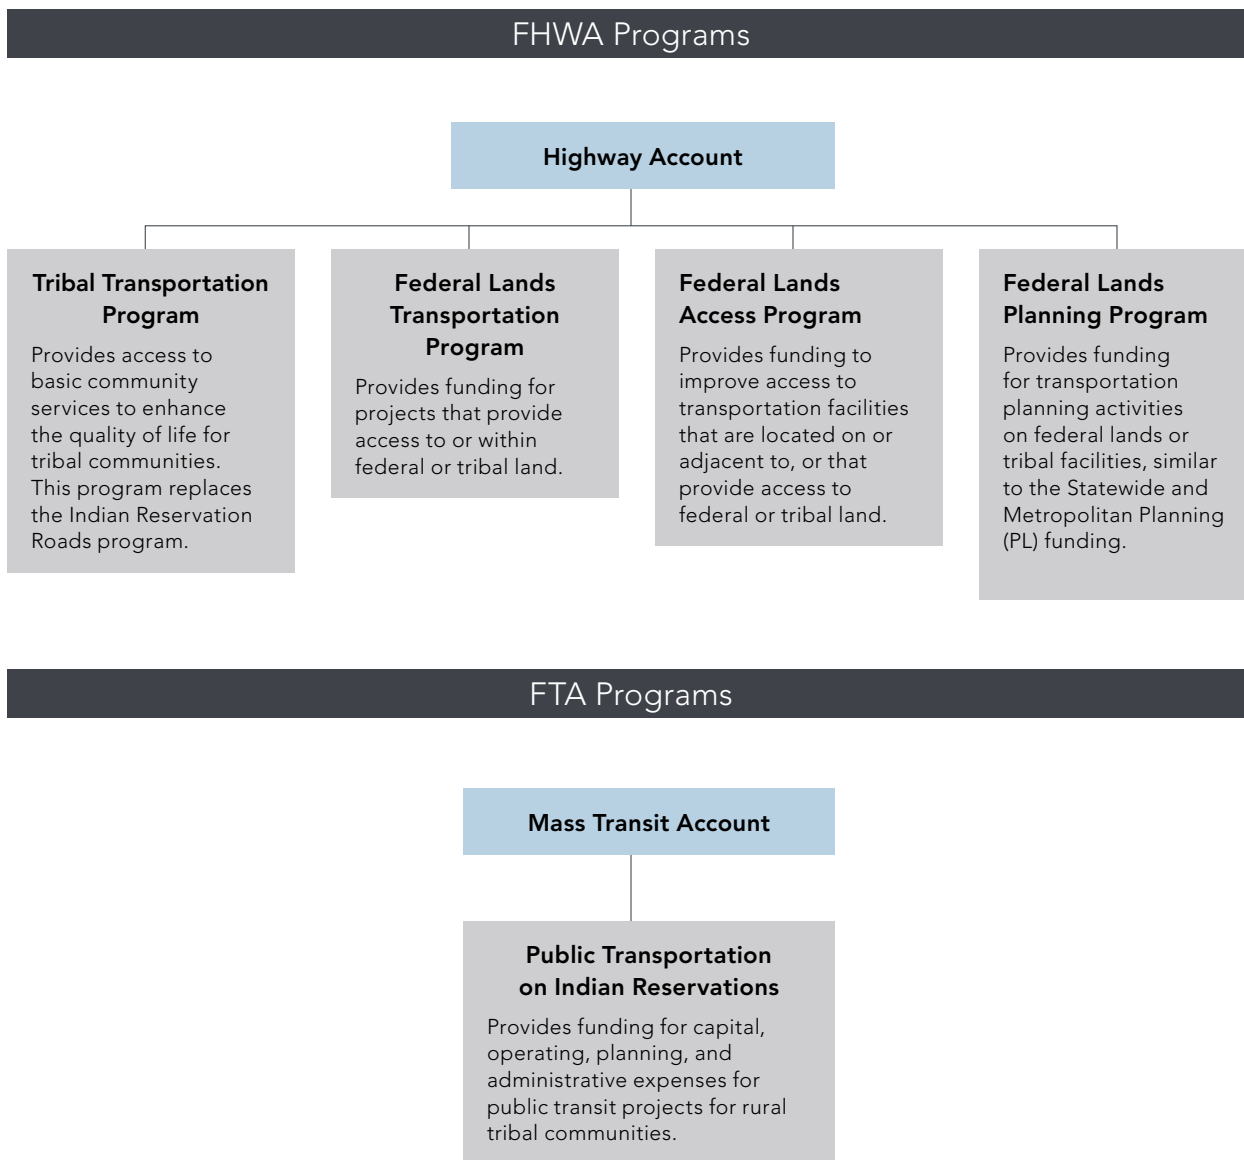 FHWA Programs
Highway Account
Tribal Transportation
Program
Provides access to
basic community
services to enhance
the quality of life for
tribal communities.
This program replaces
the Indian Reservation
Roads program.
Federal Lands
Transportation
Program
Provides funding for
projects that provide
access to or within
federal or tribal land.
Federal Lands
Access Program
Provides funding to
improve access to
transportation facilities
that are located on or
adjacent to, or that
provide access to
federal or tribal land.
Federal Lands
Planning Program
Provides funding
for transportation
planning activities
on federal lands or
tribal facilities, similar
to the Statewide and
Metropolitan Planning
(PL) funding.
FTA Programs
Mass Transit Account
Public Transportation
on Indian Reservations
Provides funding for capital,
operating, planning, and
administrative expenses for
public transit projects for rural
tribal communities.